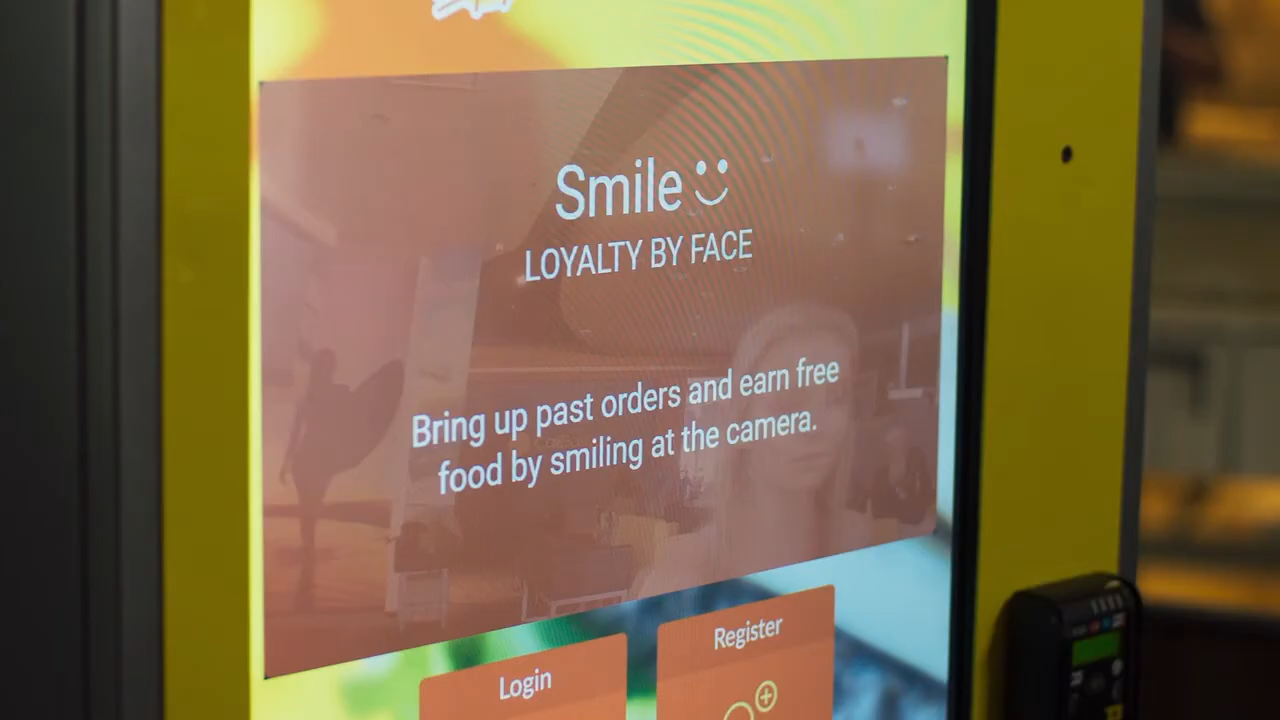 Smile
LOYALTY BY FACE
Bring up past orders and earn free
food by smiling at the camera.
Login
Register